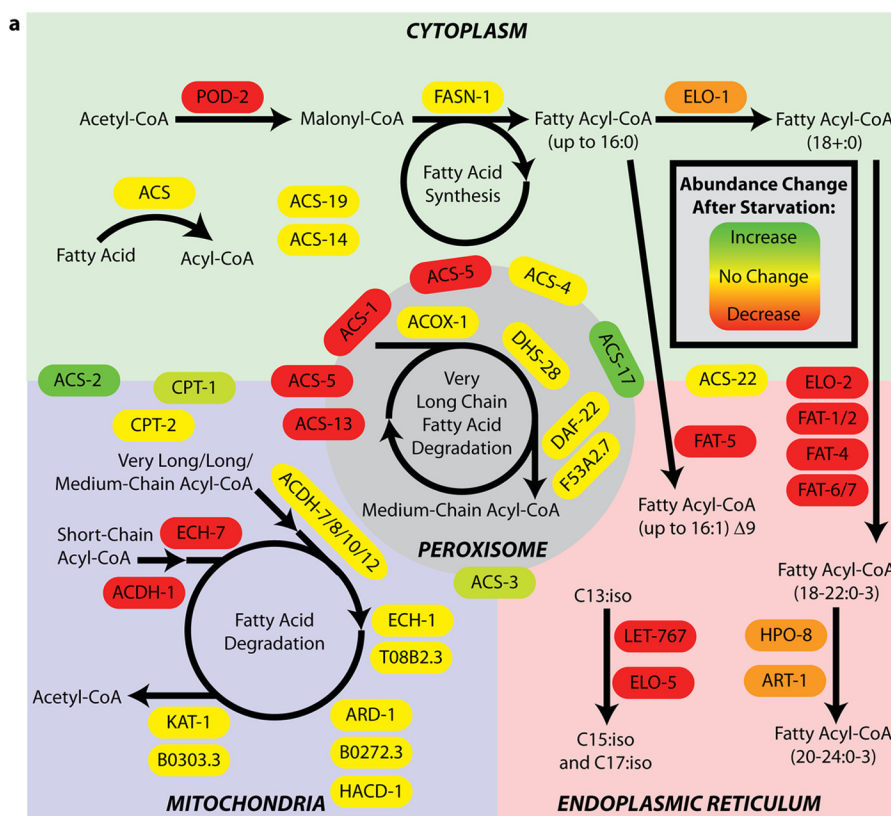 a
CYTOPLASM
POD-2
FASN-1
ELO-1
Acetyl-CoA
Malonyl-CoA
Fatty Acyl-CoA
(up to 16:0)
Fatty Acyl-CoA
(18+:0)
Fatty Acid
Synthesis
ACS
ACS-19
ACS-14
Fatty Acid
Acyl-CoA
Abundance Change
After Starvation:
Increase
No Change
Decrease
ACS-1
ACS-5
ACS-4
ACS-17
ACOX-1
DHS-28
Very
Long Chain
Fatty Acid
Degradation
DAF-22
F53A2.7
Medium-Chain Acyl-CoA
PEROXISOME
ACS-3
ACS-2
CPT-1
CPT-2
ACS-5
ACS-13
Very Long/Long/
Medium-Chain Acyl-CoA
ACDH-7/8/10/12
Short-Chain
Acyl-CoA
ECH-7
ACDH-1
Fatty Acid
Degradation
ECH-1
T08B2.3
Acetyl-CoA
KAT-1
B0303.3
ARD-1
B0272.3
HACD-1
MITOCHONDRIA
ACS-22
ELO-2
FAT-1/2
FAT-4
FAT-6/7
FAT-5
Fatty Acyl-CoA
(up to 16:1) Δ9
Fatty Acyl-CoA
(18-22:0-3)
C13:iso
LET-767
ELO-5
C15:iso
and C17:iso
HPO-8
ART-1
Fatty Acyl-CoA
(20-24:0-3)
ENDOPLASMIC RETICULUM